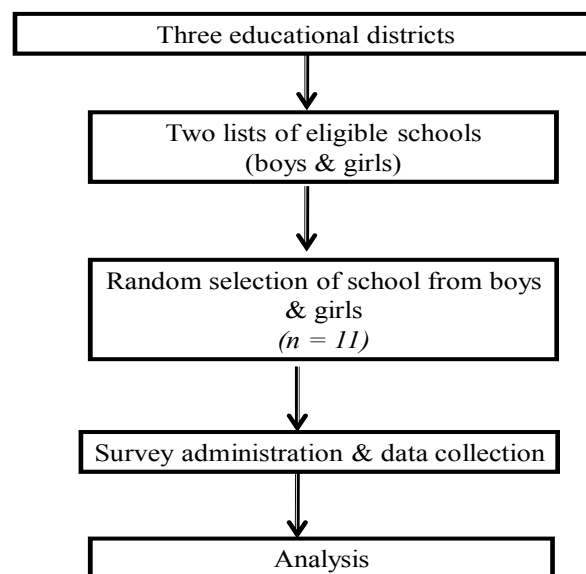 Three educational districts
Two lists of eligible schools
(boys & girls)
Random selection of school from boys
& girls
(n = 11)
Survey administration & data collection
Analysis